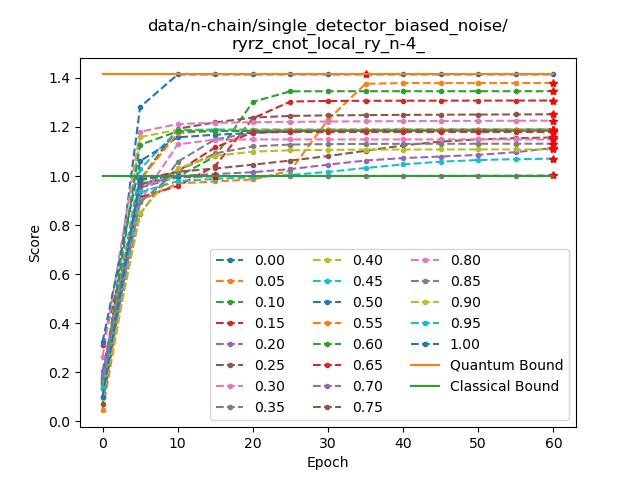 data/n-chain/single_detector_biased_noise/
ryrz_cnot_local_ry_n-4_
Score
1.4
1.2
1.0
0.8
0.6
0.4
0.2
0.0
0.00 0.40 0.80
0.05 0.45 0.85
0.10 0.50 0.90
0.15 0.55 0.95
0.20 0.60 1.00
0.25 0.65 Quantum Bound
0.30 0.70 Classical Bound
0.35 0.75
0 10 20 30 40 50 60
Epoch